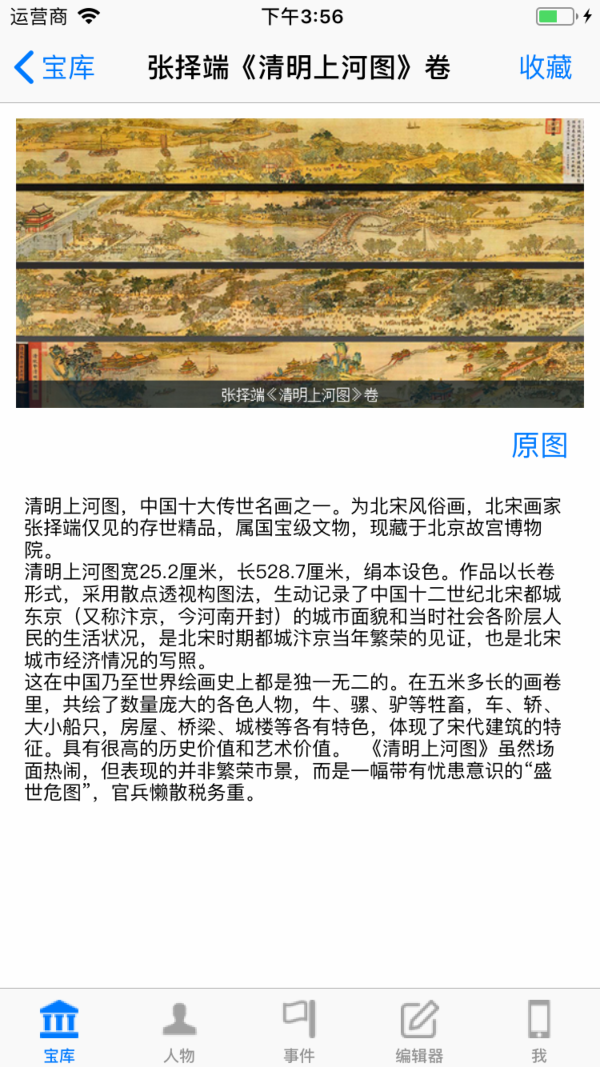 运营商 下午3:56
宝库 张择端《清明上河图》卷 收藏
张择端《清明上河图》卷
原图
清明上河图，中国十大传世名画之一。为北宋风俗画，北宋画家
张择端仅见的存世精品，属国宝级文物，现藏于北京故宫博物
院。
清明上河图宽25.2厘米，长528.7厘米，绢本设色。作品以长卷
形式，采用散点透视构图法，生动记录了中国十二世纪北宋都城
东京（又称汴京，今河南开封）的城市面貌和当时社会各阶层人
民的生活状况，是北宋时期都城汴京当年繁荣的见证，也是北宋
城市经济情况的写照。
这在中国乃至世界绘画史上都是独一无二的。在五米多长的画卷
里，共绘了数量庞大的各色人物，牛、骡、驴等牲畜，车、轿、
大小船只，房屋、桥梁、城楼等各有特色，体现了宋代建筑的特
征。具有很高的历史价值和艺术价值。 《清明上河图》虽然场
面热闹，但表现的并非繁荣市景，而是一幅带有忧患意识的“盛
世危图”，官兵懒散税务重。
宝库 人物 事件 编辑器 我